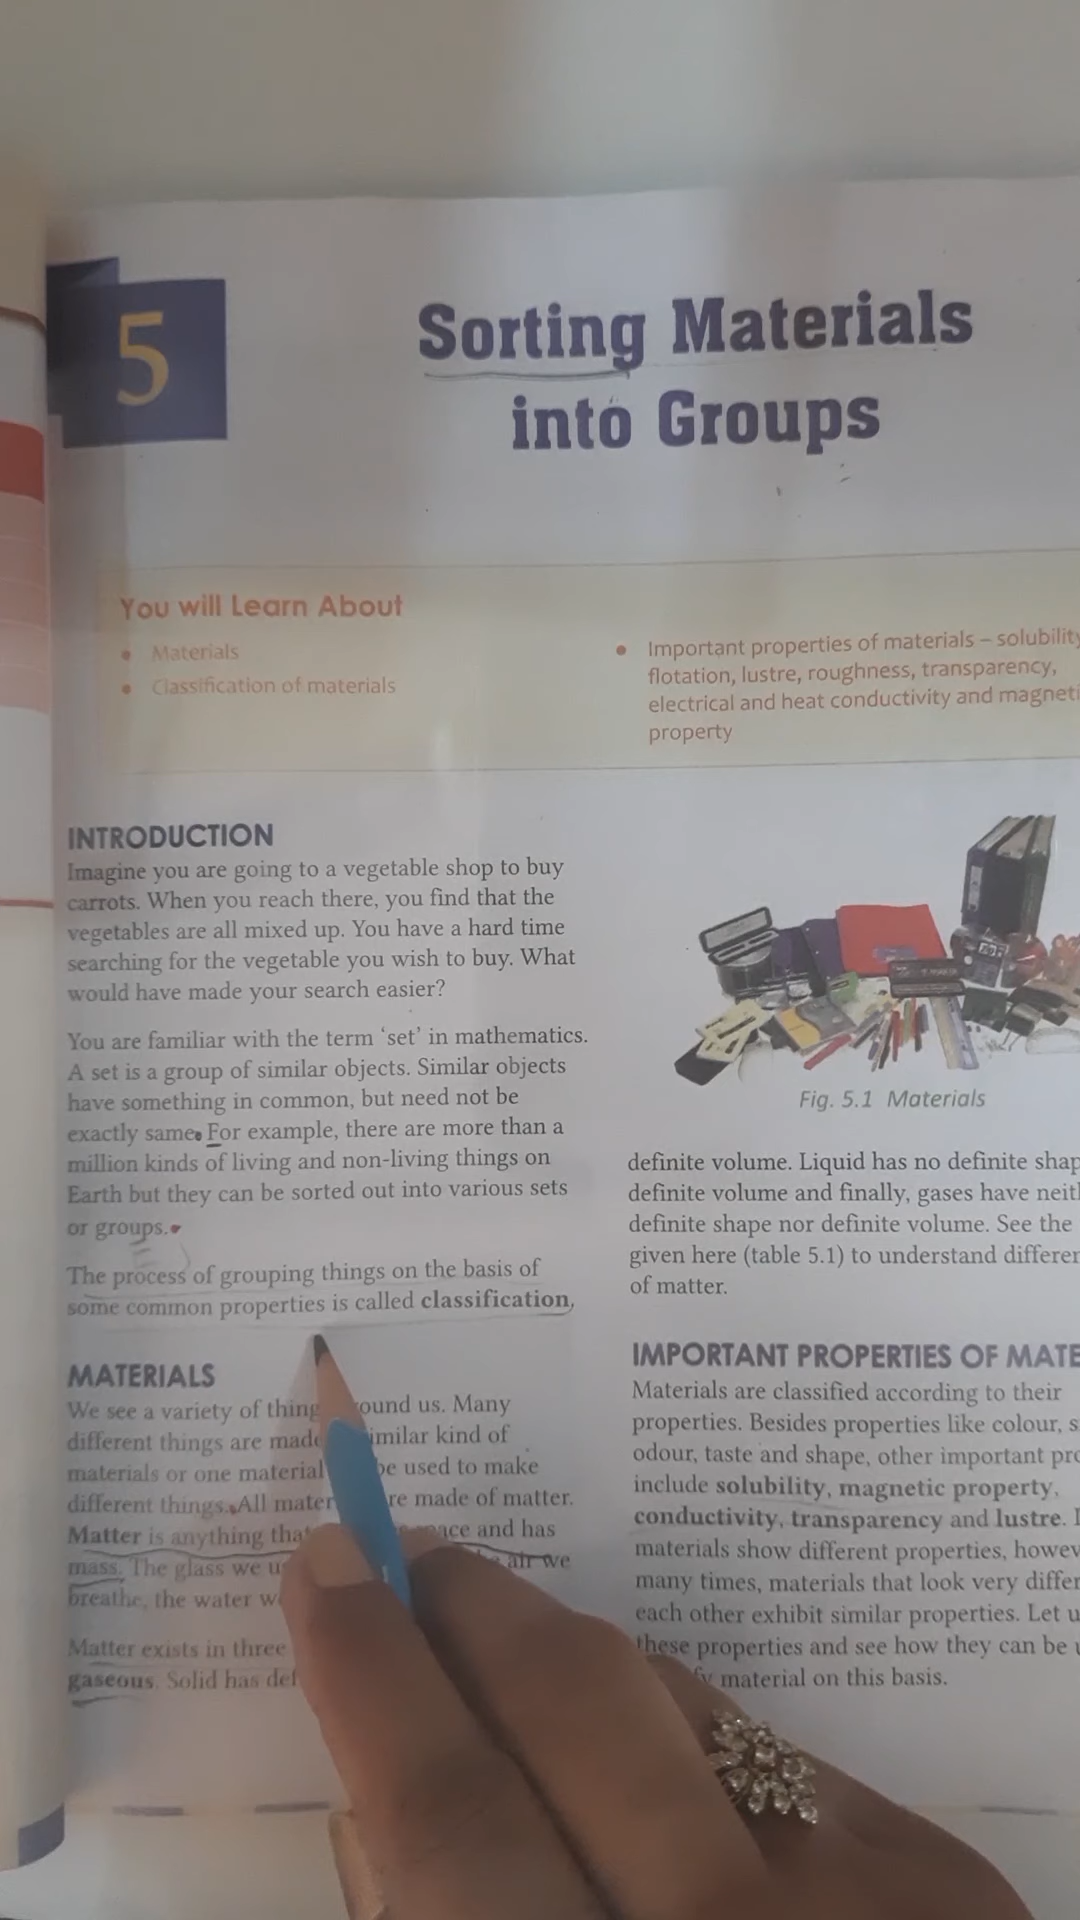 5
Sorting Materials
into Groups
You will Learn About
• Materials
• Classification of materials
• Important properties of materials – solubility
flotation, lustre, roughness, transparency,
electrical and heat conductivity and magneti
property
INTRODUCTION
Imagine you are going to a vegetable shop to buy
carrots. When you reach there, you find that the
vegetables are all mixed up. You have a hard time
searching for the vegetable you wish to buy. What
would have made your search easier?
You are familiar with the term ‘set’ in mathematics.
A set is a group of similar objects. Similar objects
have something in common, but need not be
exactly same. For example, there are more than a
million kinds of living and non-living things on
Earth but they can be sorted out into various sets
or groups.
The process of grouping things on the basis of
some common properties is called classification.
MATERIALS
We see a variety of thing ound us. Many
different things are made imilar kind of
materials or one material be used to make
different things. All mater re made of matter.
Matter is anything that ace and has
mass. The glass we u air we
breathe, the water w
Matter exists in three
gaseous. Solid has def
Fig. 5.1 Materials
definite volume. Liquid has no definite shap
definite volume and finally, gases have neit
definite shape nor definite volume. See the
given here (table 5.1) to understand differen
of matter.
IMPORTANT PROPERTIES OF MATE
Materials are classified according to their
properties. Besides properties like colour, s
odour, taste and shape, other important pro
include solubility, magnetic property,
conductivity, transparency and lustre.
materials show different properties, howev
many times, materials that look very differ
each other exhibit similar properties. Let u
these properties and see how they can be
fy material on this basis.